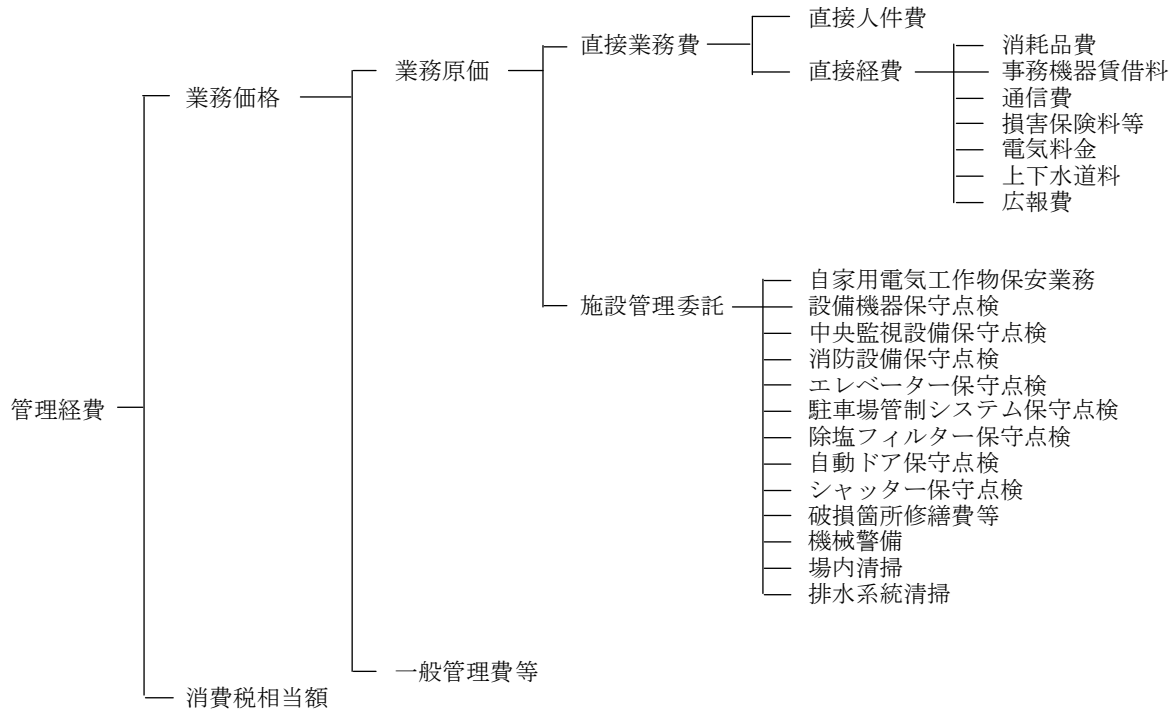 管理経費
業務価格
業務原価
直接業務費
直接人件費
直接経費
消耗品費
事務機器賃借料
通信費
損害保険料等
電気料金
上下水道料
広報費
施設管理委託
自家用電気工作物保安業務
設備機器保守点検
中央監視設備保守点検
消防設備保守点検
エレベーター保守点検
駐車場管制システム保守点検
除塩フィルター保守点検
自動ドア保守点検
シャッター保守点検
破損箇所修繕費等
機械警備
場内清掃
排水系統清掃
一般管理費等
消費税相当額